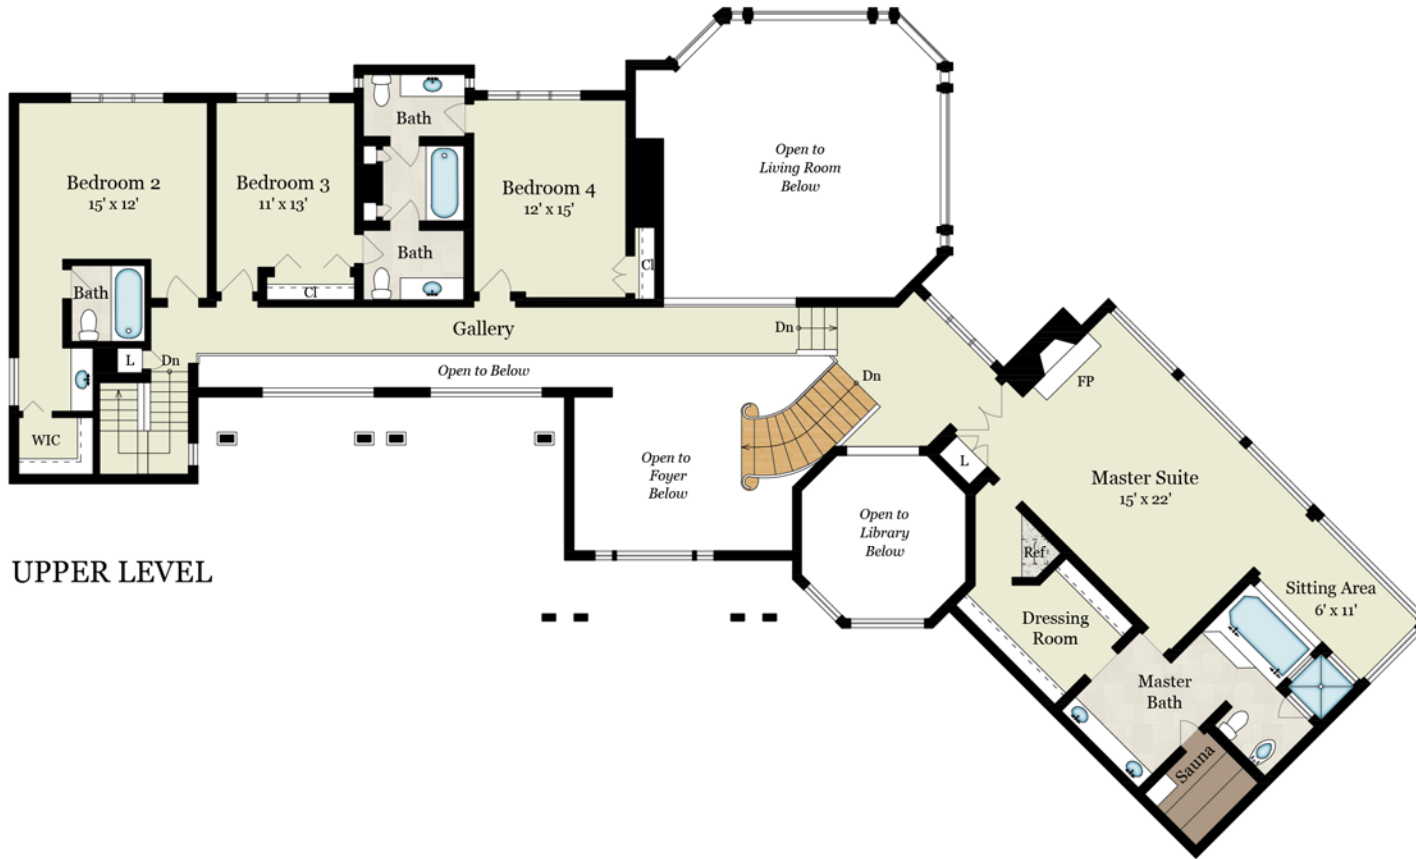 Bedroom 2
15' x 12'
Bedroom 3
11' x 13'
Bath
Bedroom 4
12' x 15'
Open to
Living Room
Below
Bath
Bath
Cl
Cl
Gallery
Dn
L
Dn
Open to Below
Dn
FP
WIC
Open to
Foyer
Below
L
Master Suite
15' x 22'
Open to
Library
Below
Ref
UPPER LEVEL
Sitting Area
6' x 11'
Dressing
Room
Master
Bath
Sauna